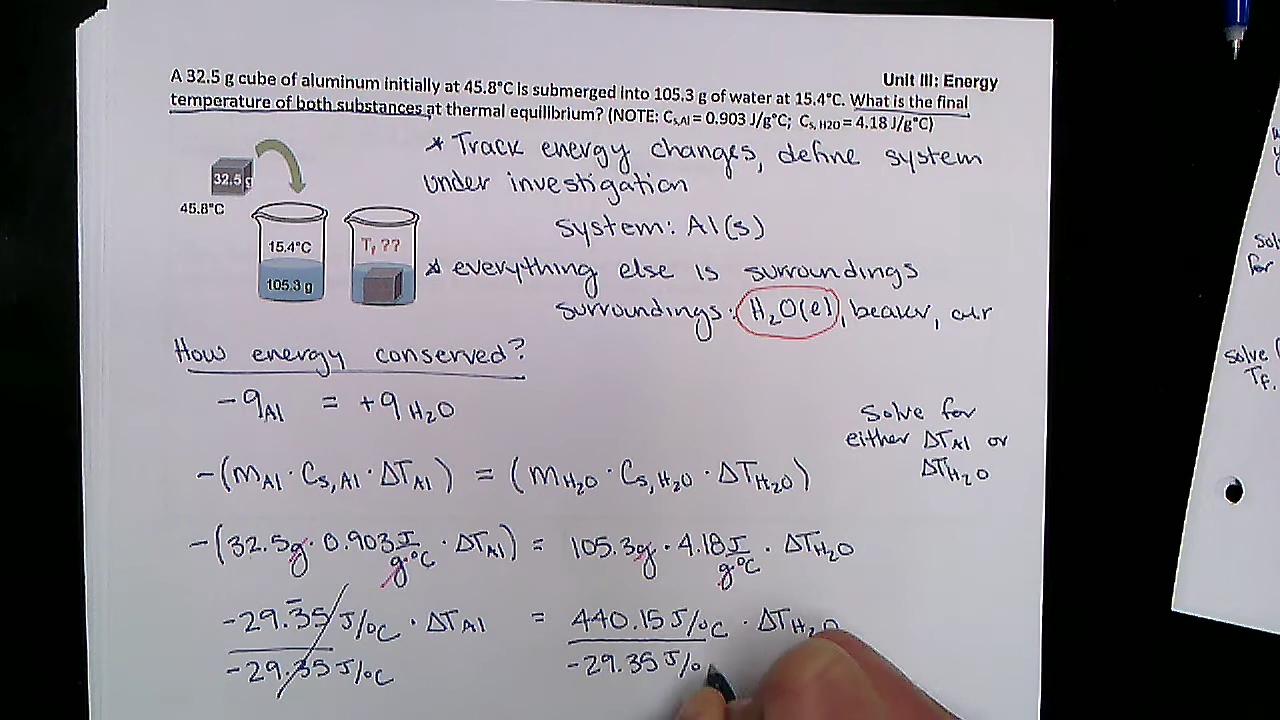 A 32.5 g cube of aluminum initially at 45.8°C is submerged into 105.3 g of water at 15.4°C. What is the final
Unit III: Energy
temperature of both substances at thermal equilibrium? (NOTE: Cs,Al = 0.903 J/g°C; Cs, H2O = 4.18 J/g°C)
32.5 g
45.8°C
15.4°C
105.3 g
Tf ??
* Track energy changes, define system
under investigation
system: Al(s)
* everything else is surroundings
surroundings: H₂O(l), beaker, air
How energy conserved?
-qAl = +qH₂O
Solve for
either ΔTAl or
ΔTH₂O
-(mAl · Cs,Al · ΔTAl) = (mH₂O · Cs,H₂O · ΔTH₂O)
-(32.5g · 0.903 J/g·°C · ΔTAl) = 105.3g · 4.18 J/g·°C · ΔTH₂O
-29.35 J/°C · ΔTAl = 440.15 J/°C · ΔTH₂O
-29.35 J/°C -29.35 J/°
Sol
for
Solve
Tf.